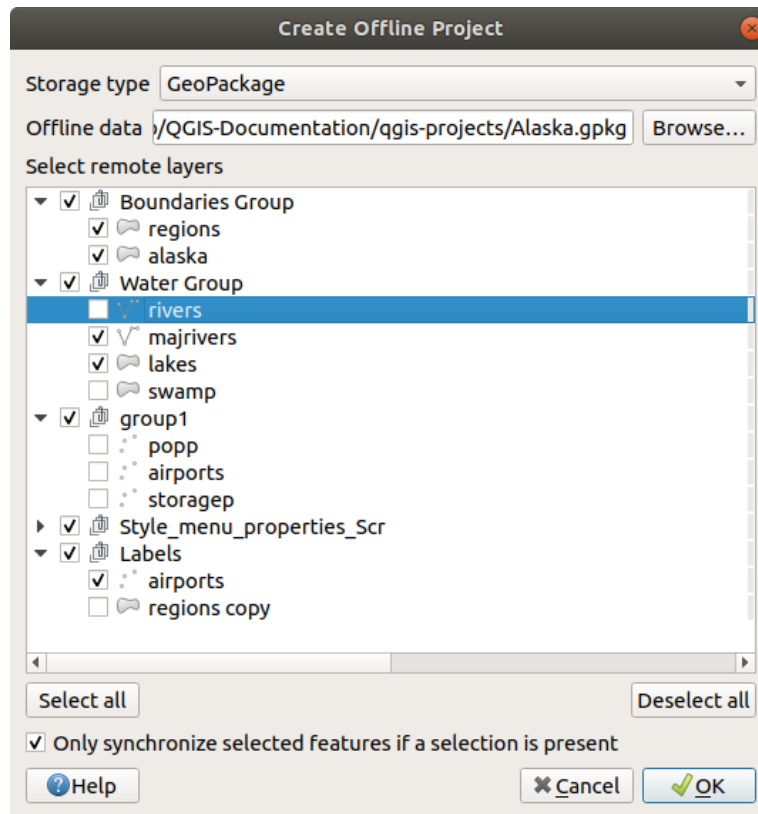 Create Offline Project
Storage type GeoPackage
Offline data /QGIS-Documentation/qgis-projects/Alaska.gpkg Browse...
Select remote layers
Boundaries Group
regions
alaska
Water Group
rivers
majrivers
lakes
swamp
group1
popp
airports
storagep
Style_menu_properties_Scr
Labels
airports
regions copy
Select all Deselect all
Only synchronize selected features if a selection is present
Help Cancel OK